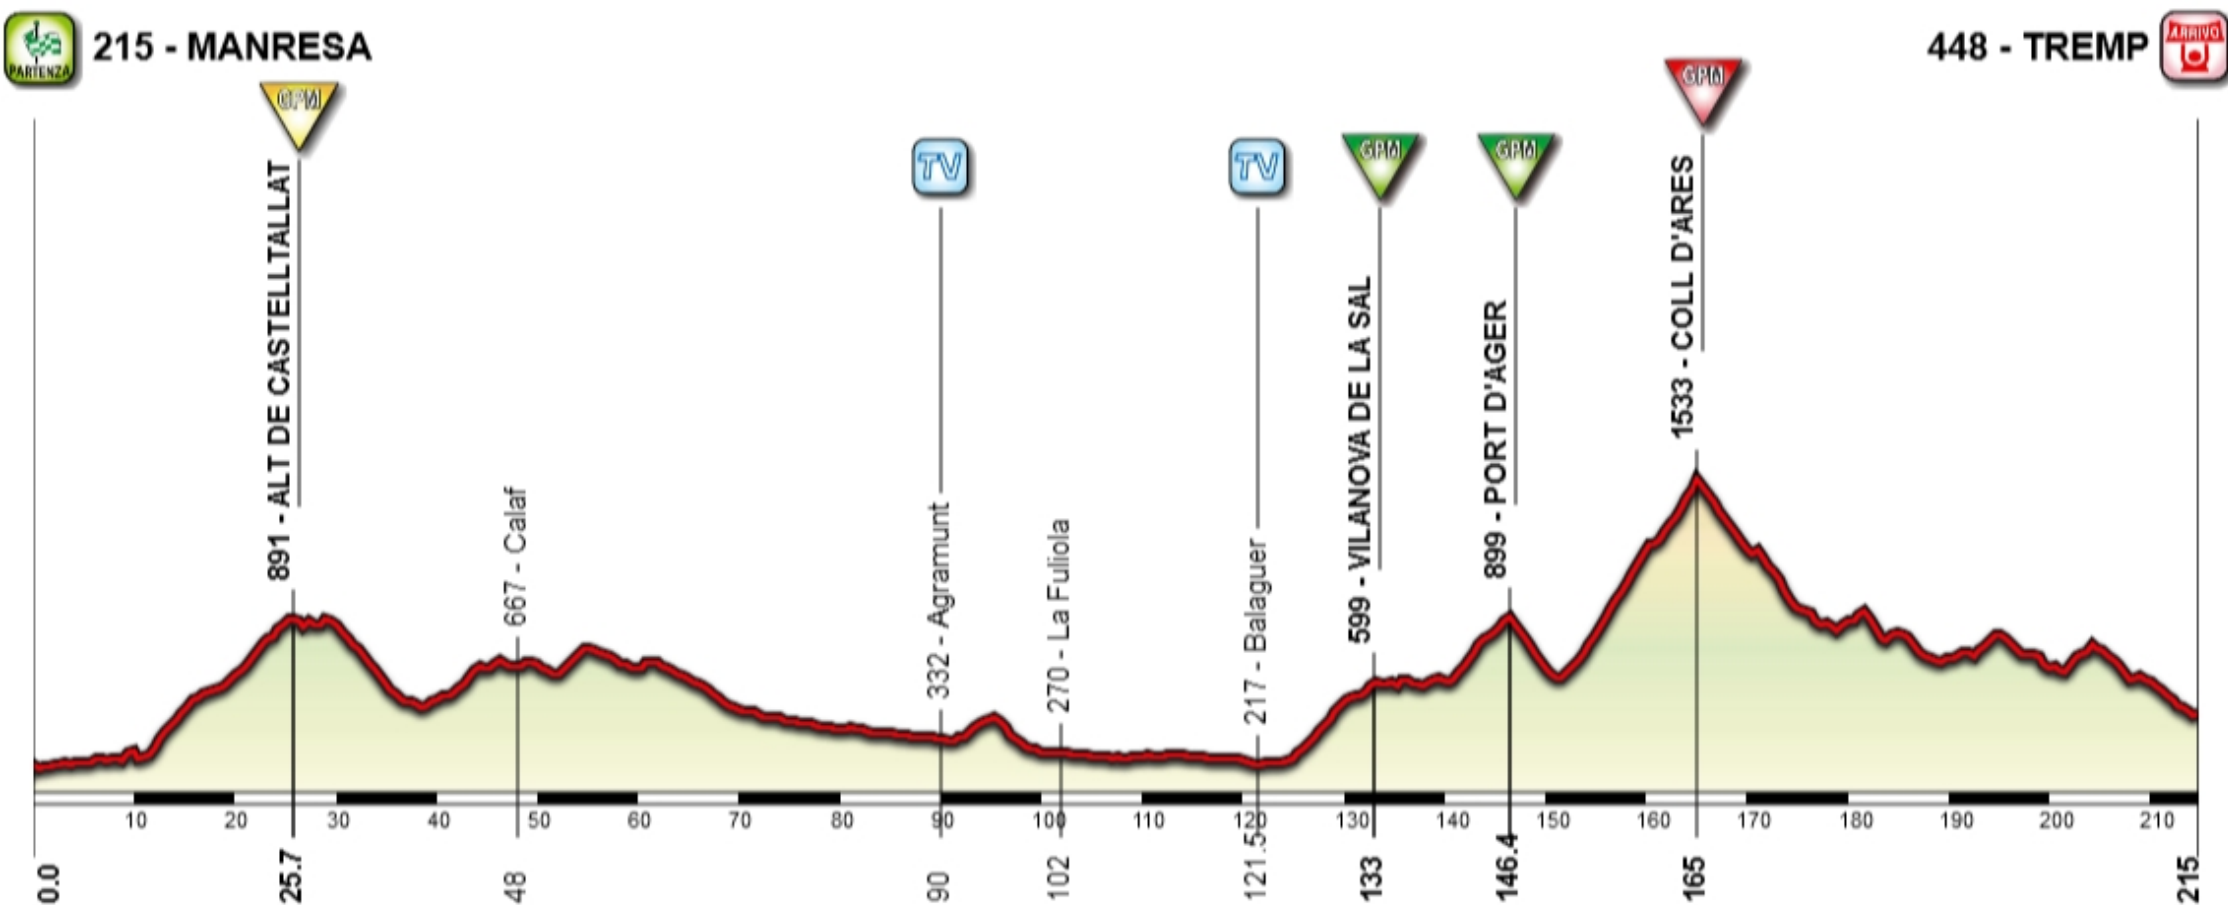 PARTENZA
215 - MANRESA
448 - TREMP
ARRIVO
GPM
891 - ALT DE CASTELLTALLAT
667 - Calaf
TV
332 - Agramunt
270 - La Fuliola
TV
217 - Balaguer
GPM
599 - VILANOVA DE LA SAL
GPM
899 - PORT D'AGER
GPM
1533 - COLL D'ARES
10 20 30 40 50 60 70 80 90 100 110 120 130 140 150 160 170 180 190 200 210
0.0 25.7 48 90 102 121.5 133 146.4 165 215